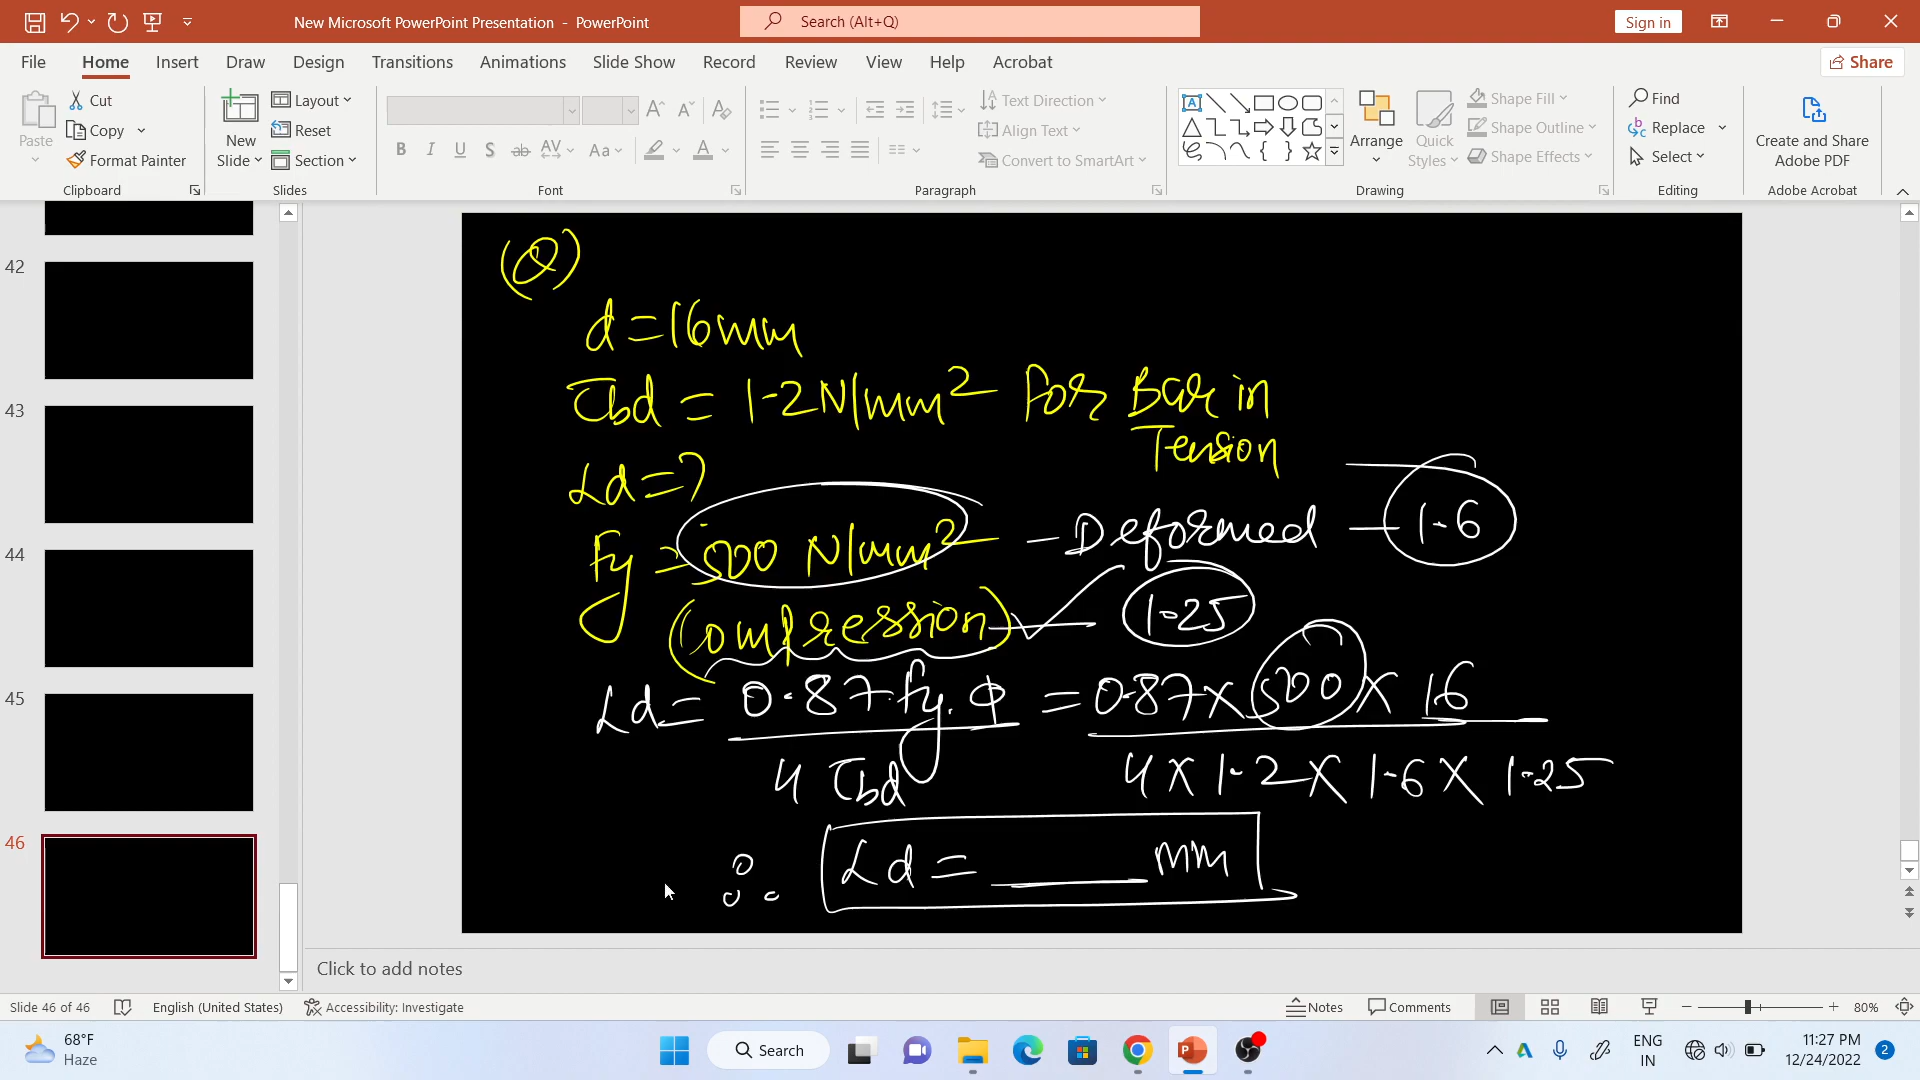 New Microsoft PowerPoint Presentation - PowerPoint
Search (Alt+Q)
Sign in
File Home Insert Draw Design Transitions Animations Slide Show Record Review View Help Acrobat
Share
Paste
Cut
Copy
Format Painter
Clipboard
New Slide
Layout
Reset
Section
Slides
B I U S ab AV Aa A
Font
Text Direction
Align Text
Convert to SmartArt
Paragraph
Arrange
Quick Styles
Shape Fill
Shape Outline
Shape Effects
Drawing
Find
Replace
Select
Editing
Create and Share Adobe PDF
Adobe Acrobat
42
43
44
45
46
(Q)
d=16mm
τbd = 1.2N/mm² For Bar in
Tension
Ld=?
Fy = 500 N/mm² - Deformed - 1.6
(Compression) 1.25
Ld = 0.87.fy.φ / 4 τbd = 0.87×500×16 / 4×1.2×1.6×1.25
∴ Ld = ____ mm
Click to add notes
Slide 46 of 46
English (United States)
Accessibility: Investigate
Notes
Comments
80%
68°F
Haze
Search
ENG
IN
11:27 PM
12/24/2022
2